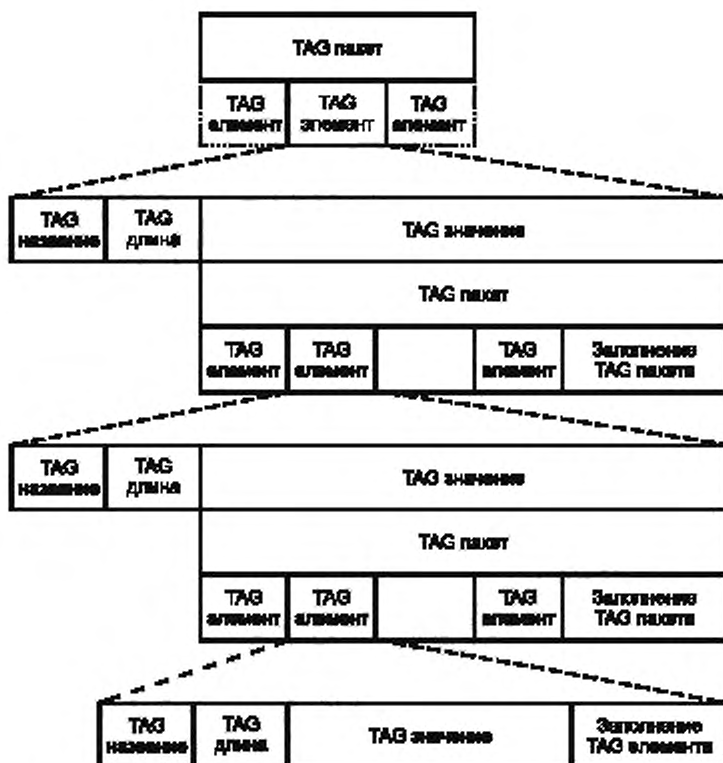 TAG пакет
TAG TAG TAG
элемент элемент элемент
TAG TAG
название длина TAG значение
TAG пакет
TAG TAG TAG Заполнение
элемент элемент элемент TAG пакета
TAG TAG
название длина TAG значение
TAG пакет
TAG TAG TAG Заполнение
элемент элемент элемент TAG пакета
TAG TAG TAG значение Заполнение
название длина TAG элемента